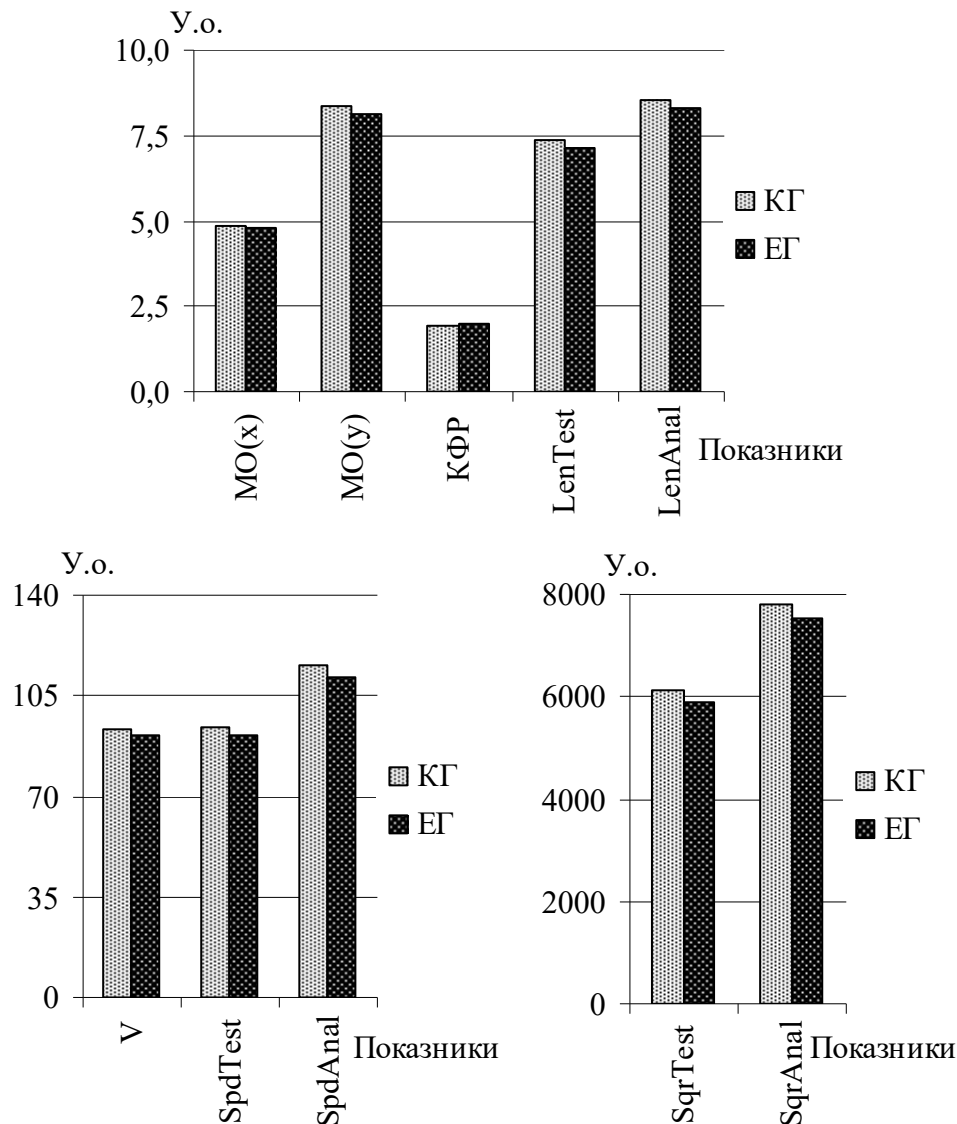 У.о.
10,0
7,5
5,0
2,5
0,0
МО(х)
МО(у)
КФР
LenTest
LenAnal
Показники
КГ
ЕГ
У.о.
140
105
70
35
0
V
SpdTest
SpdAnal
Показники
КГ
ЕГ
У.о.
8000
6000
4000
2000
0
SqrTest
SqrAnal
Показники
КГ
ЕГ